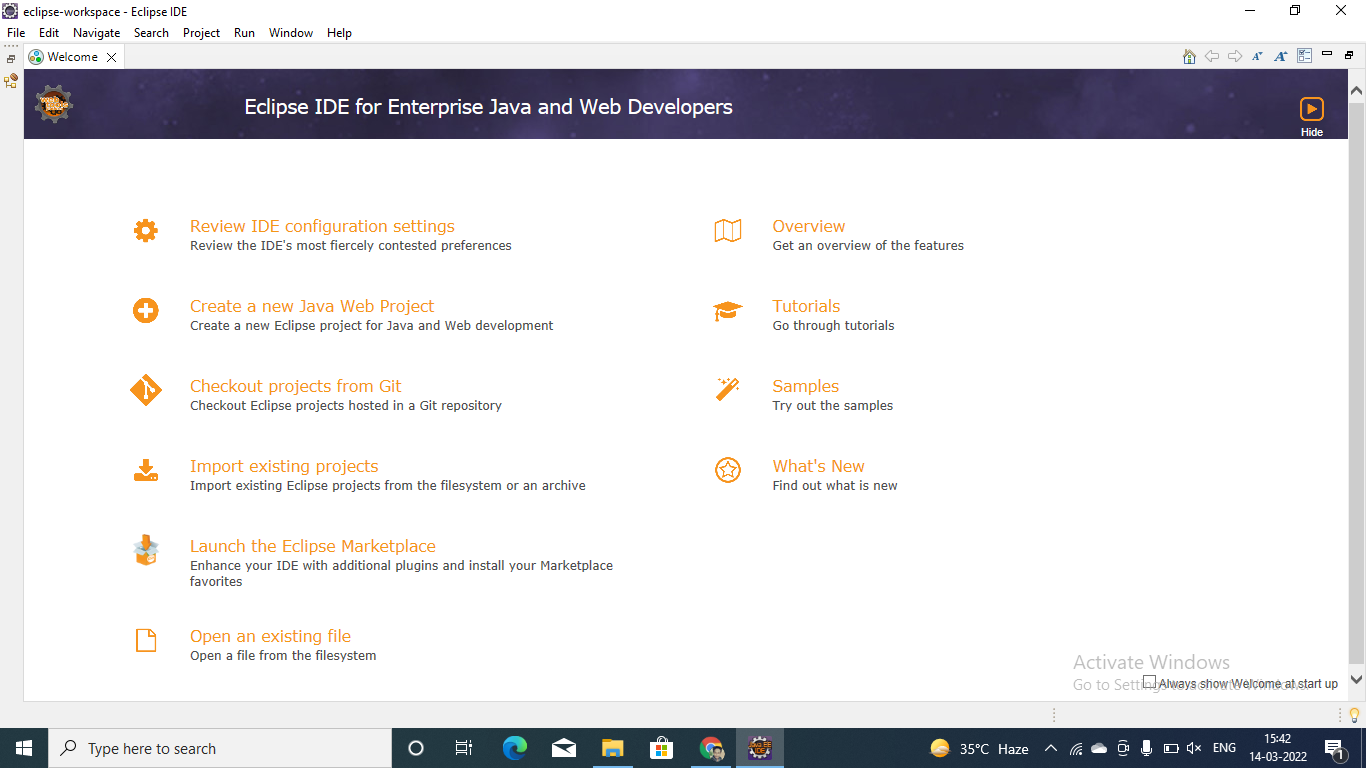 eclipse-workspace - Eclipse IDE
File Edit Navigate Search Project Run Window Help
Welcome
Eclipse IDE for Enterprise Java and Web Developers
Hide
Review IDE configuration settings
Review the IDE's most fiercely contested preferences
Overview
Get an overview of the features
Create a new Java Web Project
Create a new Eclipse project for Java and Web development
Tutorials
Go through tutorials
Checkout projects from Git
Checkout Eclipse projects hosted in a Git repository
Samples
Try out the samples
Import existing projects
Import existing Eclipse projects from the filesystem or an archive
What's New
Find out what is new
Launch the Eclipse Marketplace
Enhance your IDE with additional plugins and install your Marketplace
favorites
Open an existing file
Open a file from the filesystem
Activate Windows
Go to Settings to activate Windows.
Always show Welcome at start up
Type here to search
35°C Haze
ENG
15:42
14-03-2022
1